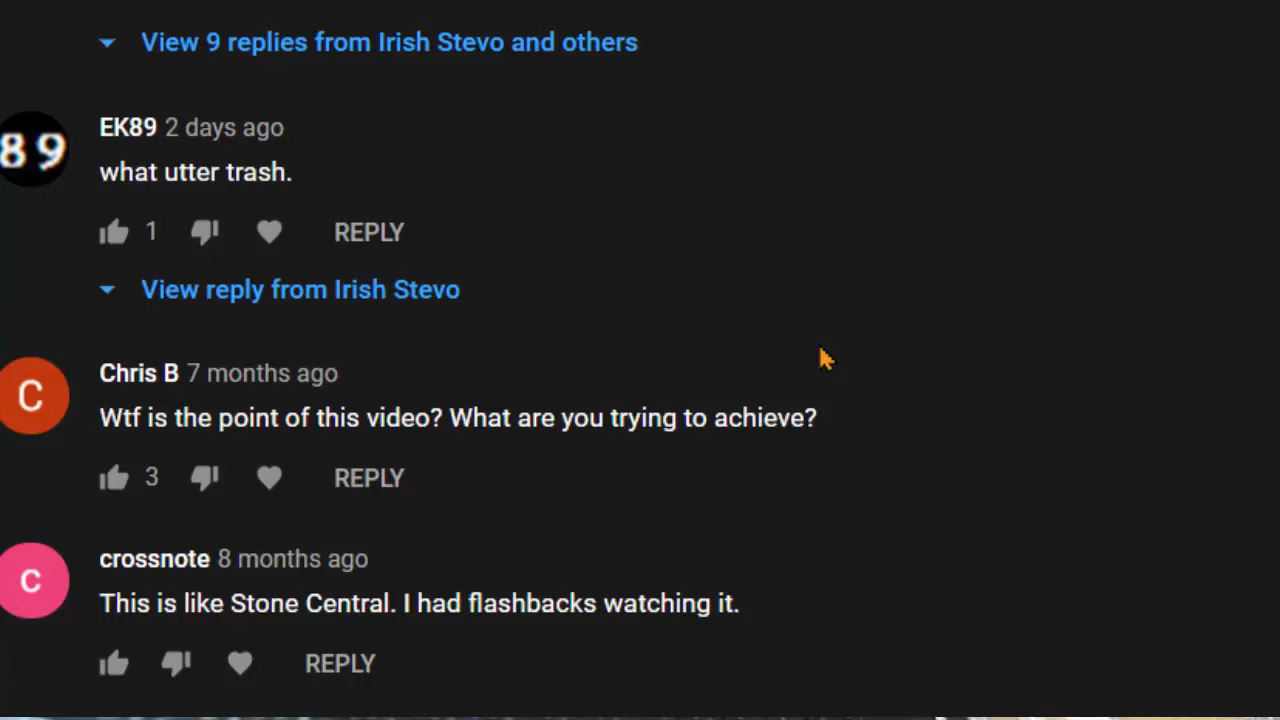 View 9 replies from Irish Stevo and others
89
EK89 2 days ago
what utter trash.
1 REPLY
View reply from Irish Stevo
C
Chris B 7 months ago
Wtf is the point of this video? What are you trying to achieve?
3 REPLY
c
crossnote 8 months ago
This is like Stone Central. I had flashbacks watching it.
REPLY